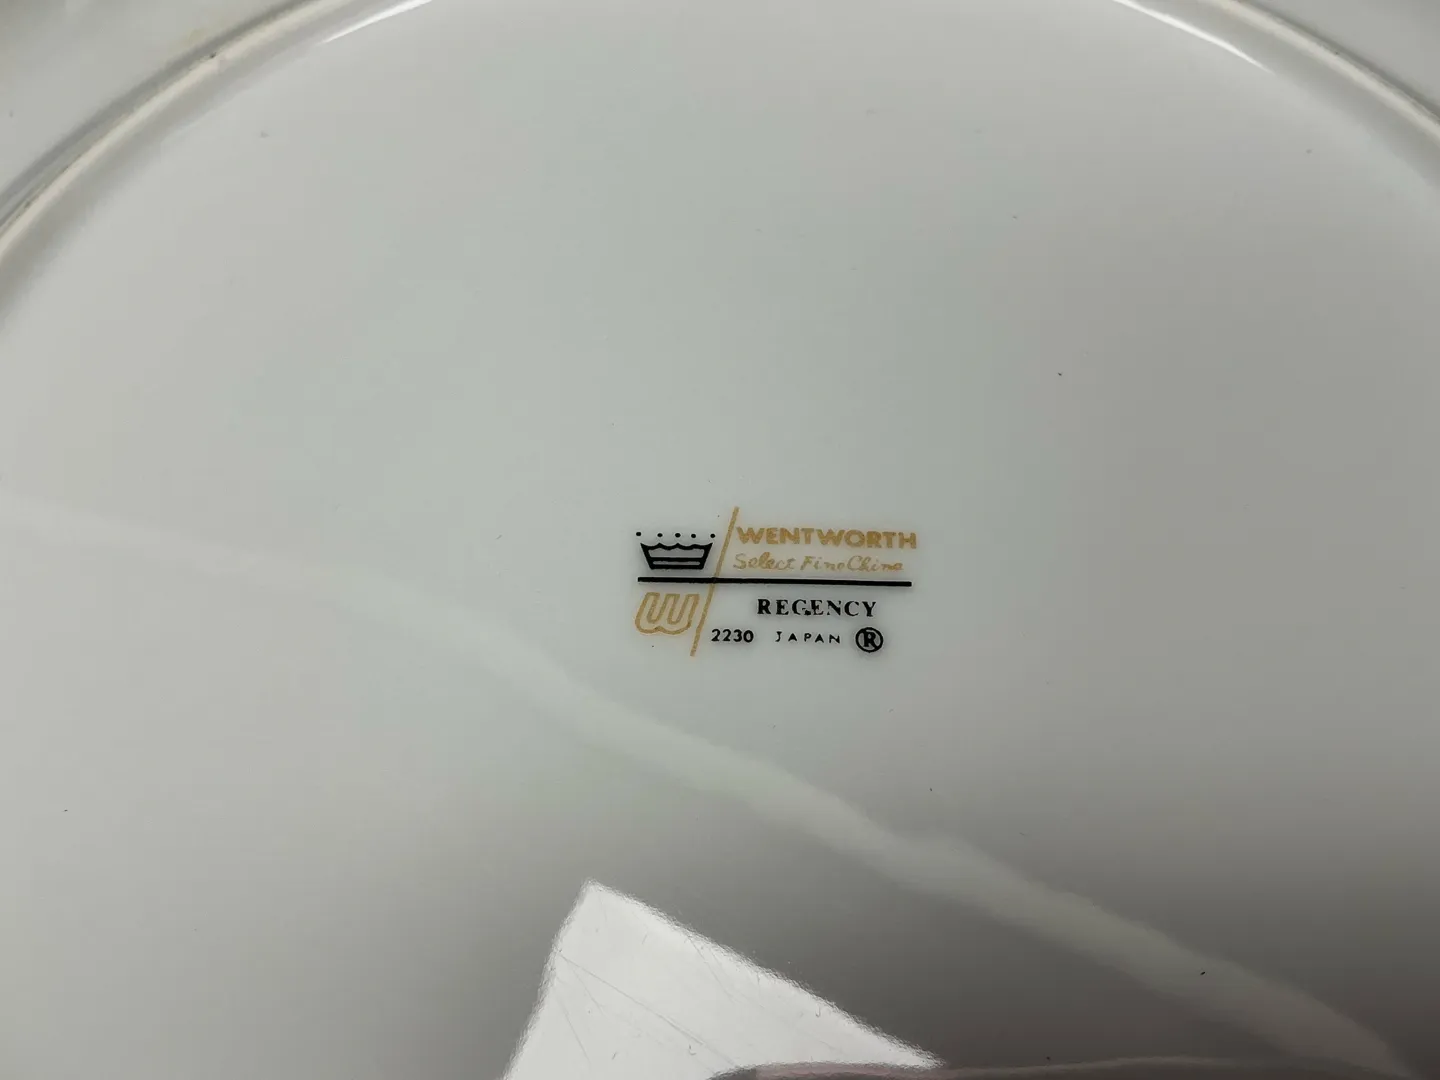 WENTWORTH
Select Fine China
W
REGENCY
2230 JAPAN ®